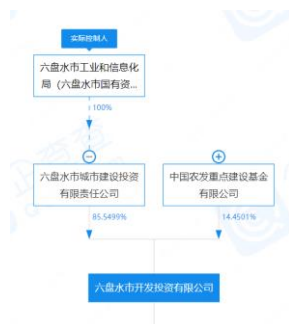 实际控制人
六盘水市工业和信息化
局（六盘水市国有资...
100%
六盘水市城市建设投资
有限责任公司
中国农发重点建设基金
有限公司
85.5499%
14.4501%
六盘水市开发投资有限公司